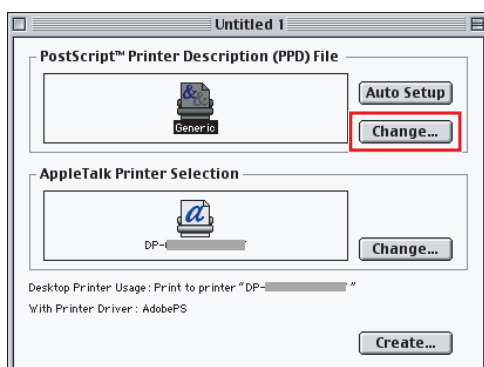 Untitled 1
PostScript™ Printer Description (PPD) File
Generic
Auto Setup
Change...
AppleTalk Printer Selection
DP-
Change...
Desktop Printer Usage: Print to printer "DP- "
With Printer Driver: AdobePS
Create...